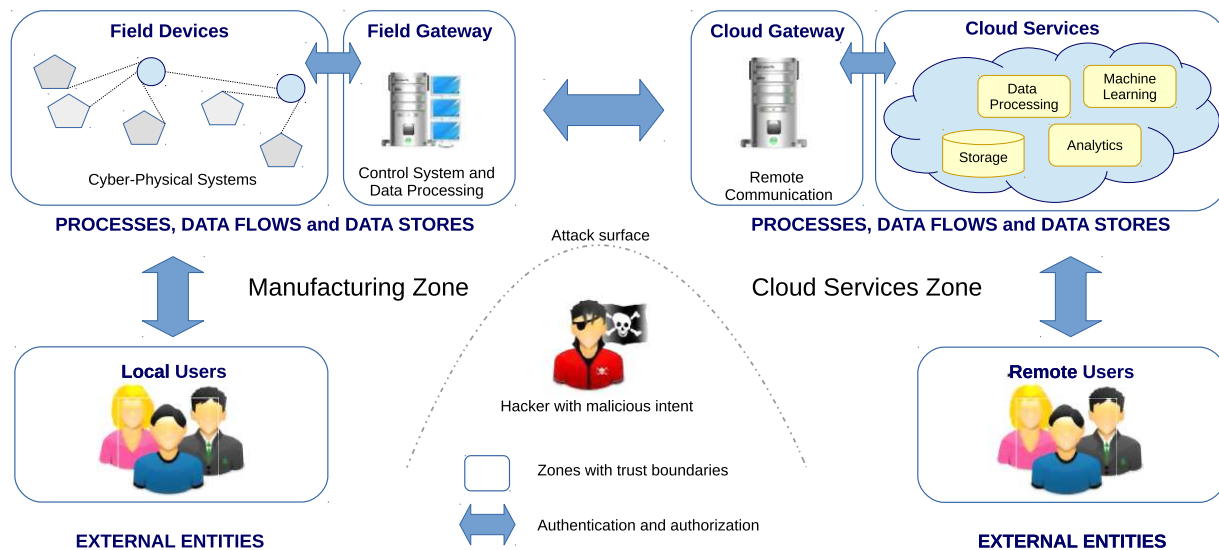 Field Devices
Field Gateway
Cloud Gateway
Cloud Services
Data
Processing
Machine
Learning
Storage
Analytics
Cyber-Physical Systems
Control System and
Data Processing
Remote
Communication
PROCESSES, DATA FLOWS and DATA STORES
PROCESSES, DATA FLOWS and DATA STORES
Attack surface
Manufacturing Zone
Cloud Services Zone
Local Users
Hacker with malicious intent
Remote Users
Zones with trust boundaries
Authentication and authorization
EXTERNAL ENTITIES
EXTERNAL ENTITIES